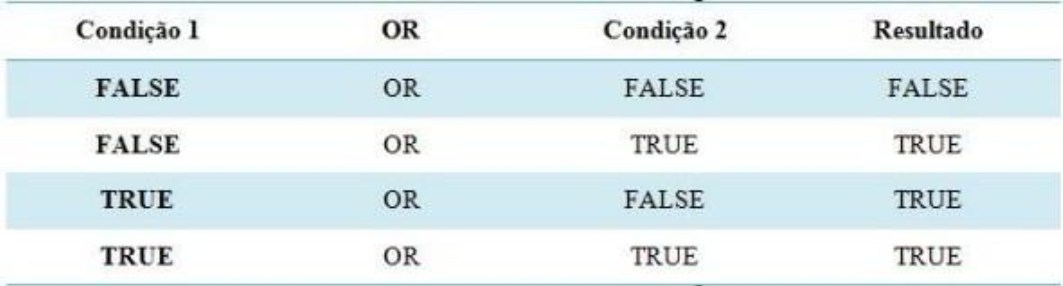 Condição 1 OR Condição 2 Resultado
FALSE OR FALSE FALSE
FALSE OR TRUE TRUE
TRUE OR FALSE TRUE
TRUE OR TRUE TRUE